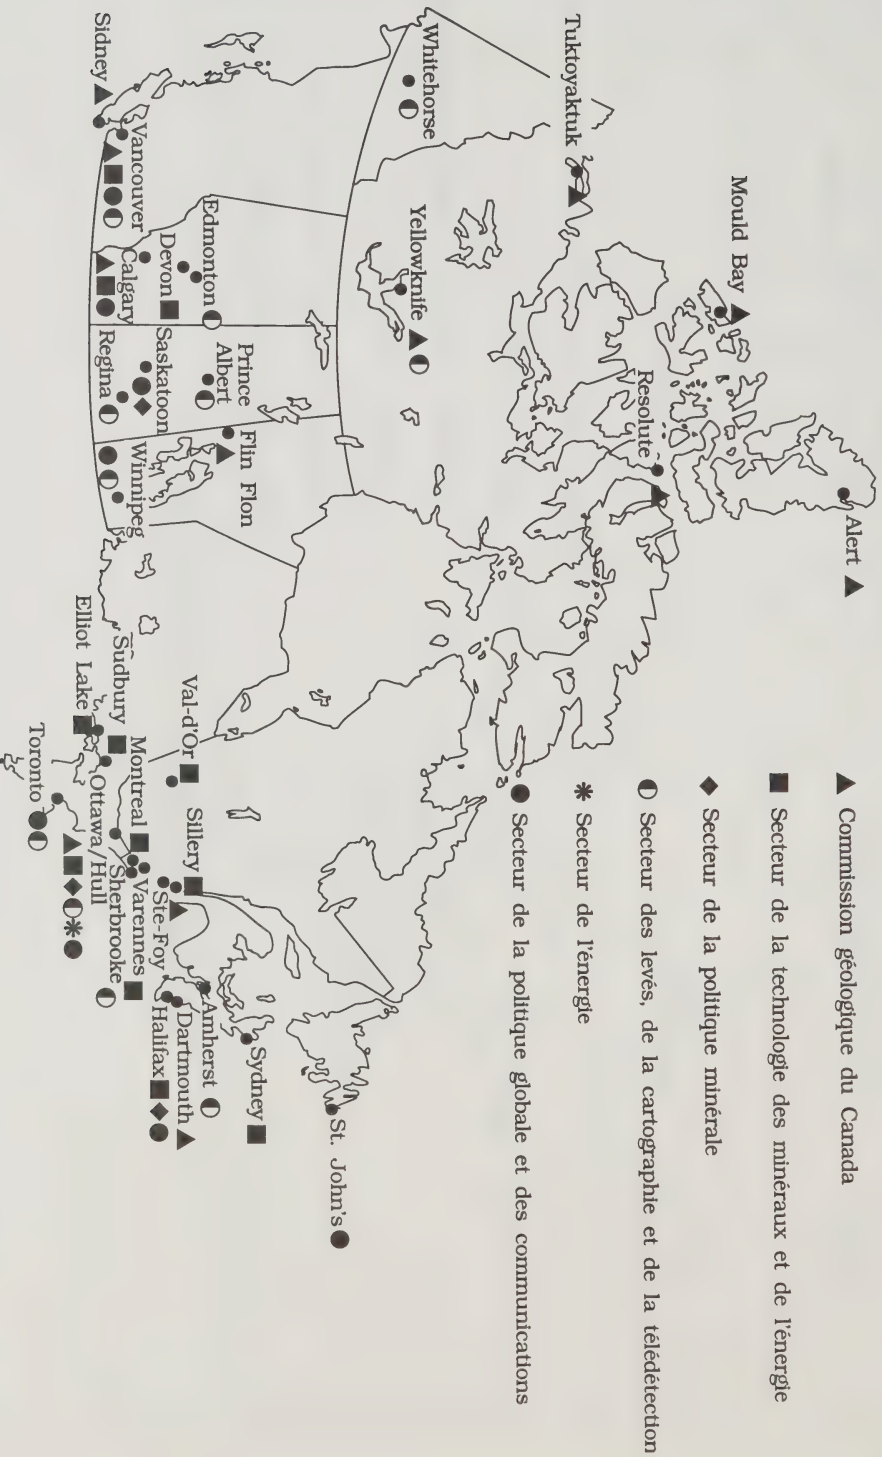 ▲ Commission géologique du Canada
■ Secteur de la technologie des minéraux et de l'énergie
◆ Secteur de la politique minérale
◐ Secteur des levés, de la cartographie et de la télédétection
✱ Secteur de l'énergie
● Secteur de la politique globale et des communications
Alert ▲
Mould Bay ▲
Resolute ▲
Tuktoyaktuk ▲
Whitehorse ◐
Yellowknife ▲ ◐
Sidney ▲
Vancouver ▲ ■ ● ◐
Edmonton ◐
Devon ■
Calgary ▲ ■ ●
Prince
Albert ◐
Saskatoon ● ◆
Regina ◐
Flin Flon ▲
Winnipeg ● ◐
Elliot Lake ■
Sudbury ■
Toronto ● ◐
Ottawa/Hull ▲ ■ ◆ ◐ ✱ ●
Val-d'Or ■
Montreal ■
Sherbrooke ◐
Varennes ■
Ste-Foy ▲
Sillery ■
Amherst ◐
Dartmouth ▲
Halifax ■ ◆ ●
Sydney ■
St. John's ●